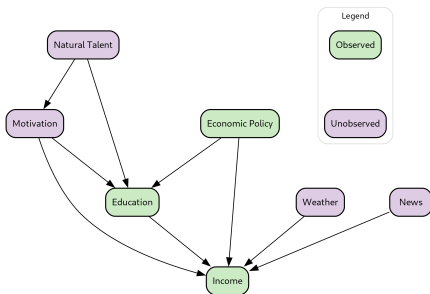 Legend
Natural Talent
Observed
Motivation
Economic Policy
Unobserved
Education
Weather
News
Income